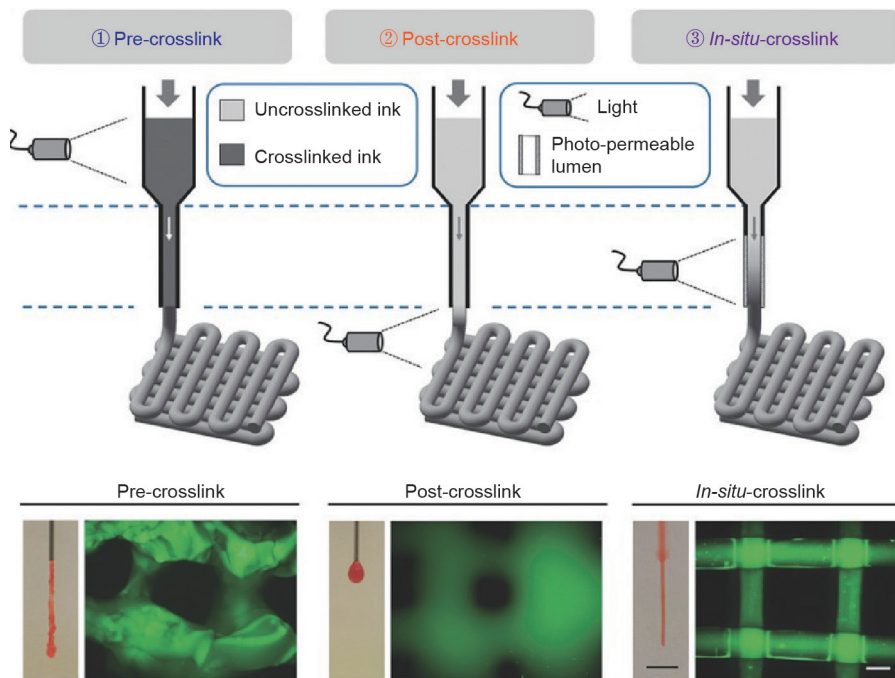 ① Pre-crosslink
② Post-crosslink
③ In-situ-crosslink
Uncrosslinked ink
Crosslinked ink
Light
Photo-permeable
lumen
Pre-crosslink
Post-crosslink
In-situ-crosslink